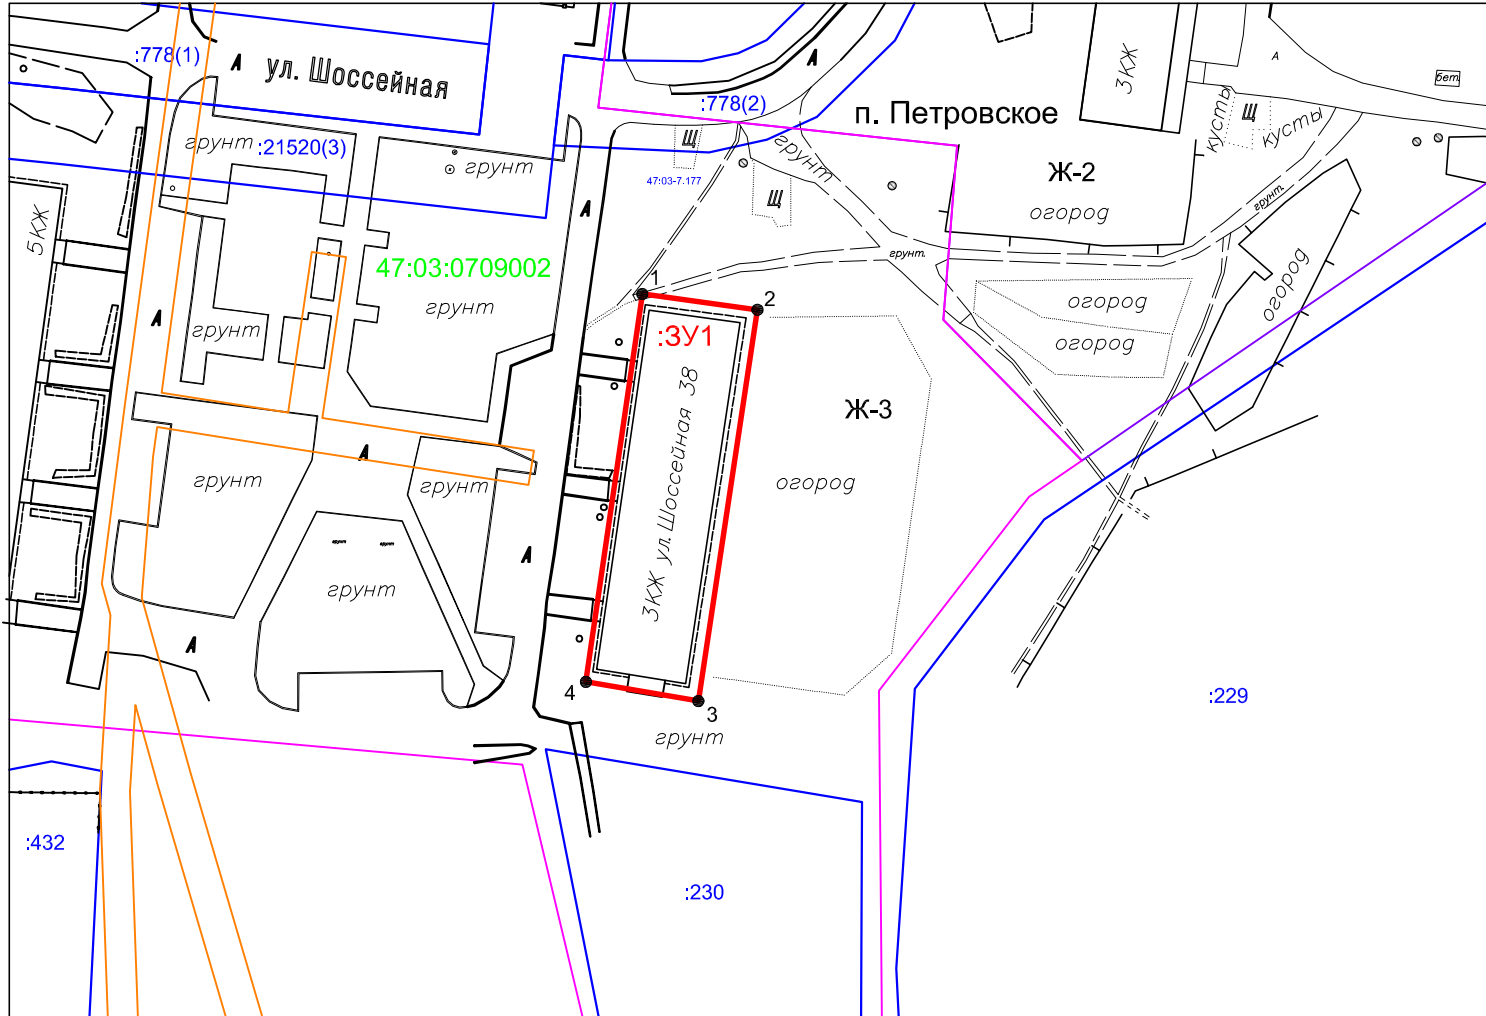 :778(1)
А
ул. Шоссейная
А
:778(2)
п. Петровское
3КЖ
А
бет.
кусты
Щ
кусты
грунт
:21520(3)
грунт
Щ
грунт
47:03-7.177
Щ
Ж-2
огород
грунт.
5КЖ
А
47:03:0709002
грунт.
огород
1
2
огород
грунт
А
грунт
:ЗУ1
огород
3КЖ ул.Шоссейная 38
Ж-3
А
грунт
грунт
огород
А
грунт
А
4
3
грунт
:229
:432
:230